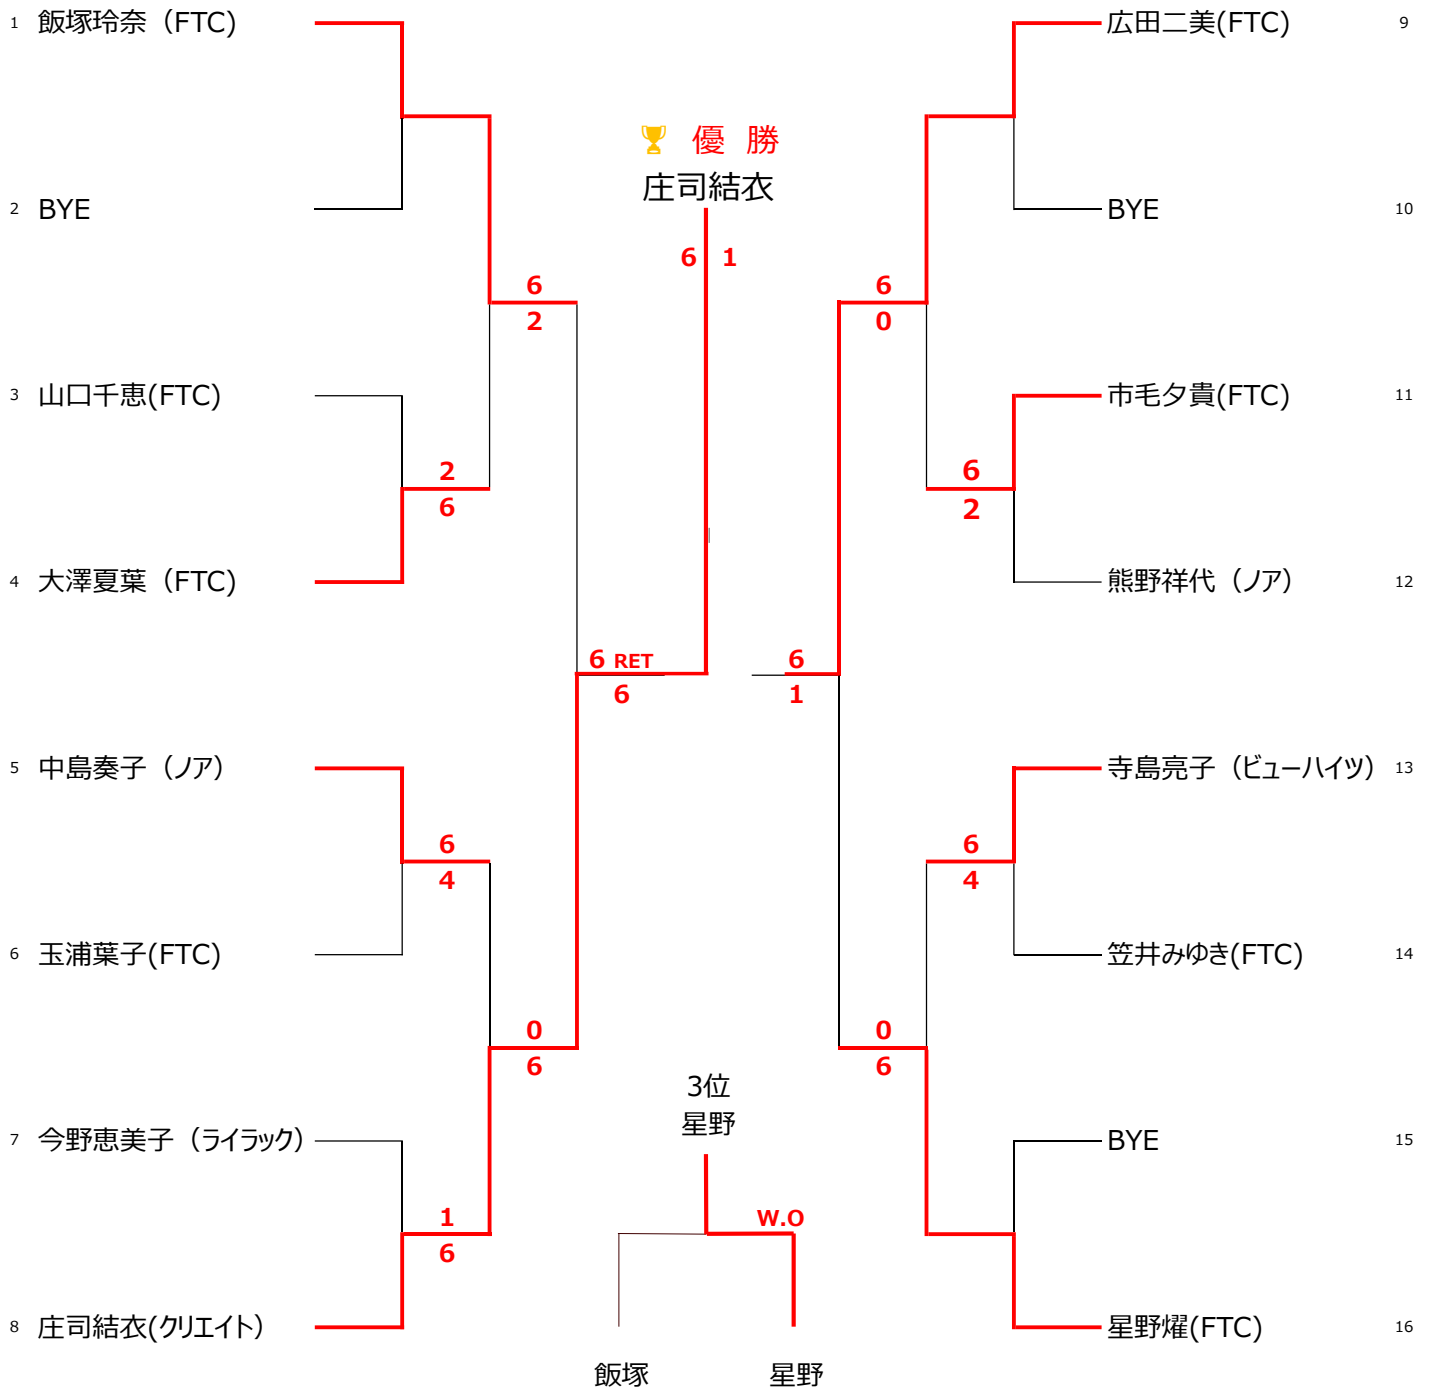 1 飯塚玲奈（FTC)
広田二美(FTC) 9
優 勝
庄司結衣
2 BYE
BYE 10
6 1
6
2
6
0
3 山口千恵(FTC)
市毛夕貴(FTC) 11
2
6
6
2
4 大澤夏葉（FTC)
熊野祥代（ノア） 12
6 RET
6
6
1
5 中島奏子（ノア）
寺島亮子（ビューハイツ） 13
6
4
6
4
6 玉浦葉子(FTC)
笠井みゆき(FTC) 14
0
6
0
6
3位
星野
7 今野恵美子（ライラック）
BYE 15
1
6
W.O
8 庄司結衣(クリエイト）
星野燿(FTC) 16
飯塚 星野